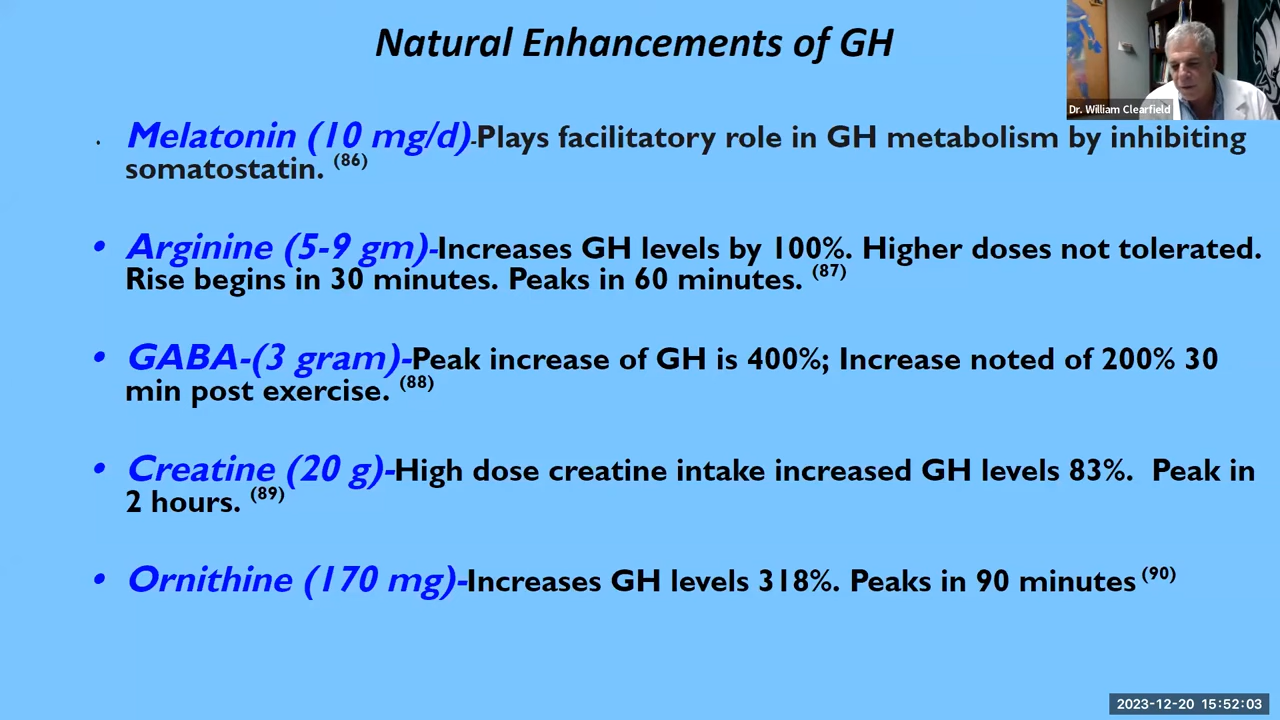 Natural Enhancements of GH
Dr. William Clearfield
• Melatonin (10 mg/d)-Plays facilitatory role in GH metabolism by inhibiting
somatostatin. (86)
• Arginine (5-9 gm)-Increases GH levels by 100%. Higher doses not tolerated.
Rise begins in 30 minutes. Peaks in 60 minutes. (87)
• GABA-(3 gram)-Peak increase of GH is 400%; Increase noted of 200% 30
min post exercise. (88)
• Creatine (20 g)-High dose creatine intake increased GH levels 83%.  Peak in
2 hours. (89)
• Ornithine (170 mg)-Increases GH levels 318%. Peaks in 90 minutes (90)
2023-12-20 15:52:03